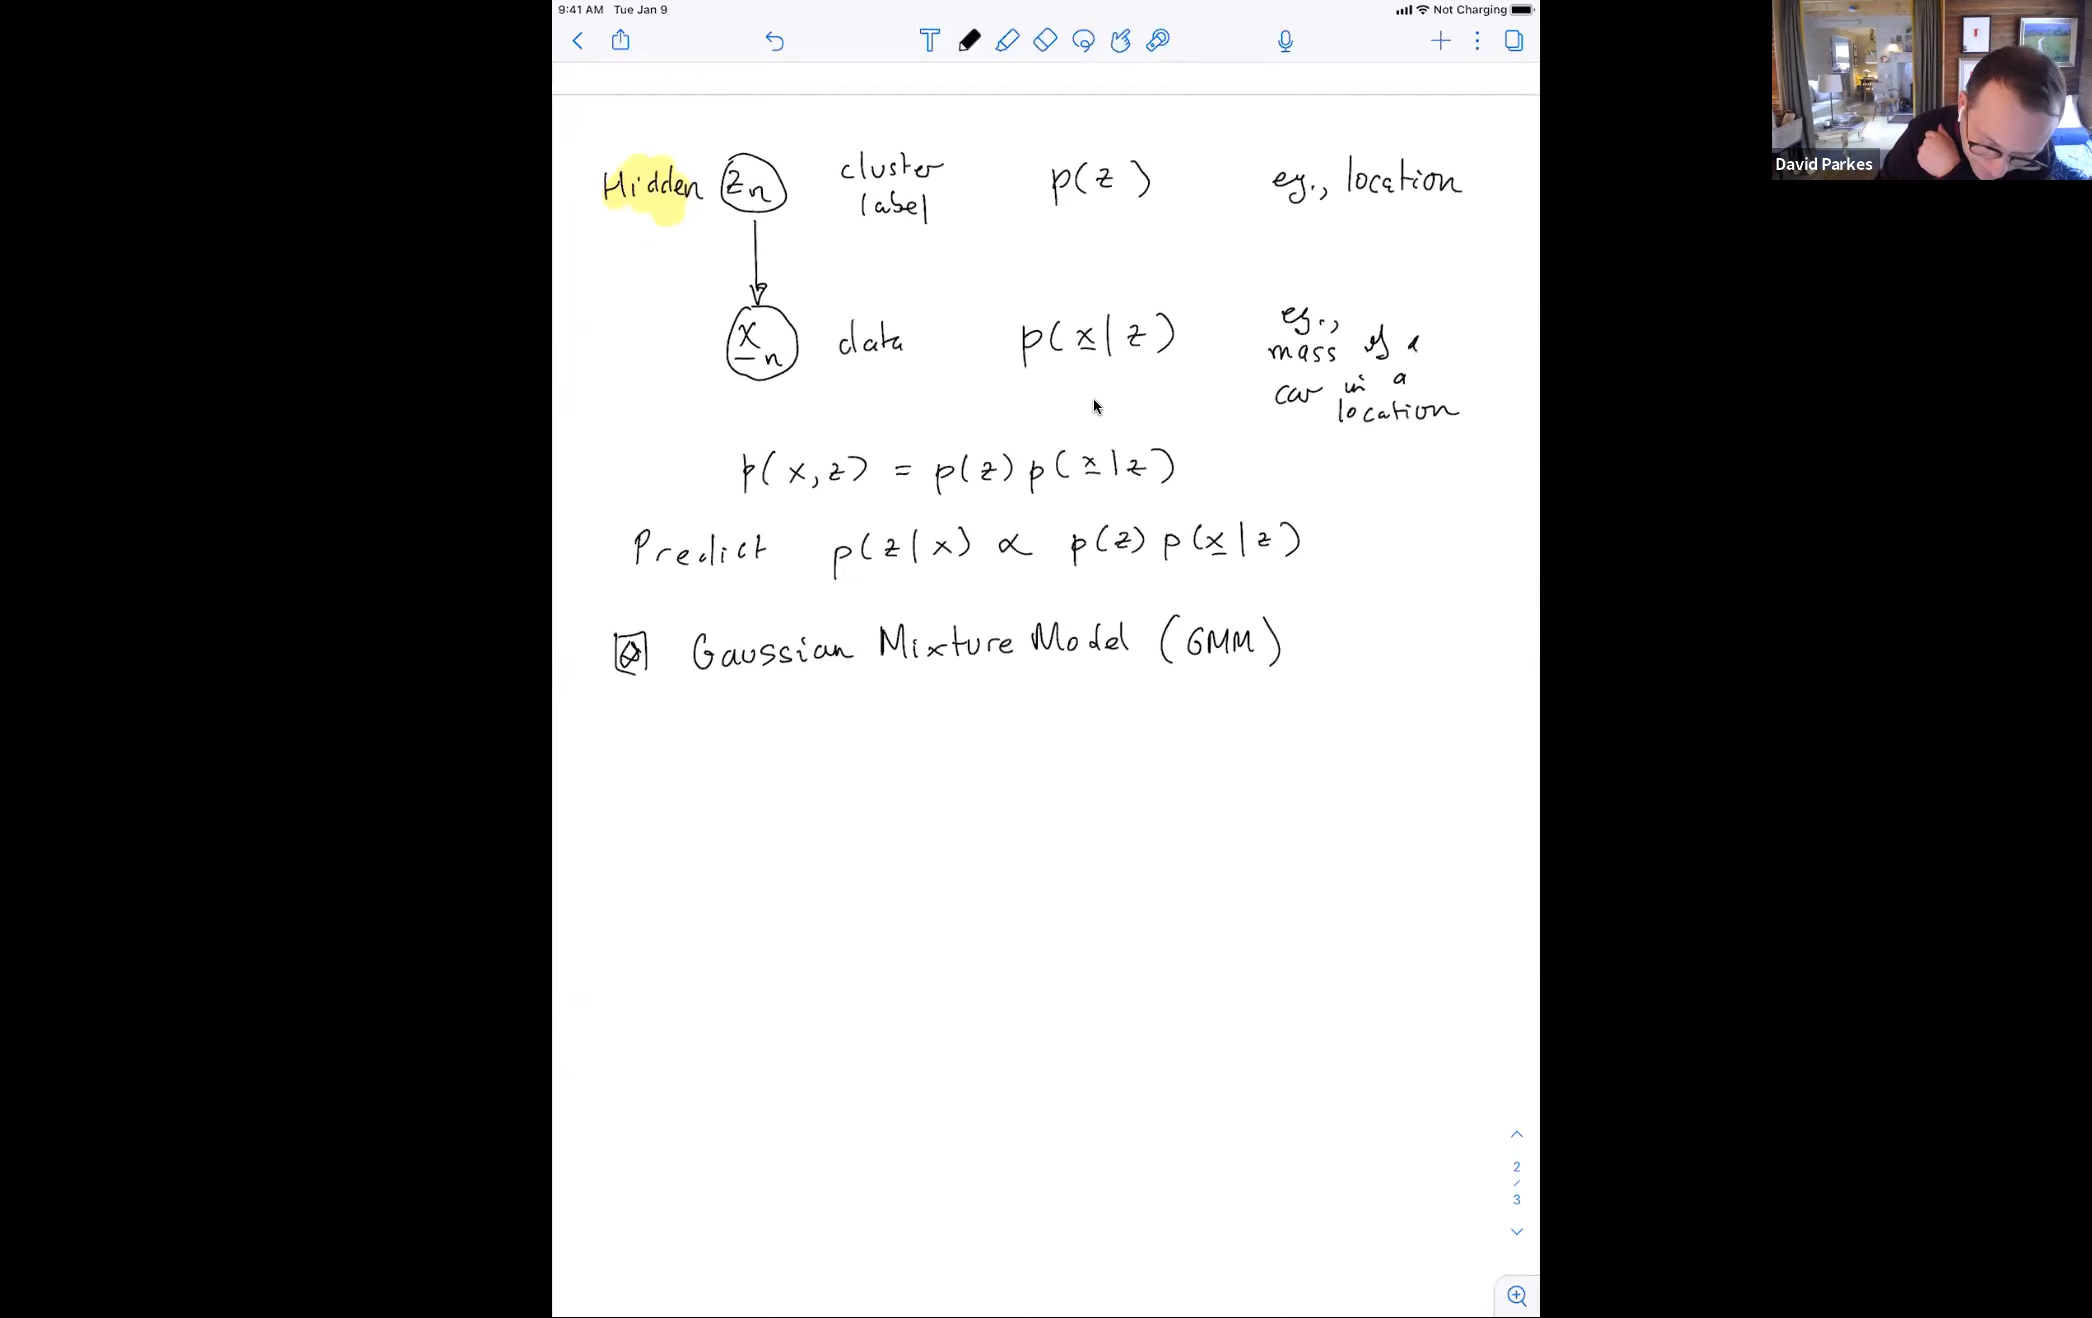 9:41 AM Tue Jan 9
Not Charging
David Parkes
Hidden zn cluster label p(z) eg., location
xn data p(x|z) eg., mass of a car in a location
p(x,z) = p(z) p(x|z)
Predict p(z|x) ∝ p(z) p(x|z)
Gaussian Mixture Model (GMM)
2
/
3